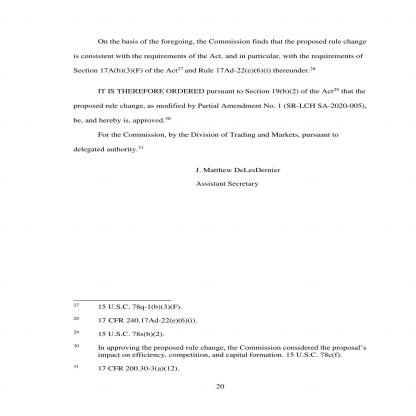 On the basis of the foregoing, the Commission finds that the proposed rule change
is consistent with the requirements of the Act, and in particular, with the requirements of
Section 17A(b)(3)(F) of the Act27 and Rule 17Ad-22(e)(6)(i) thereunder.28
IT IS THEREFORE ORDERED pursuant to Section 19(b)(2) of the Act29 that the
proposed rule change, as modified by Partial Amendment No. 1 (SR-LCH SA-2020-005),
be, and hereby is, approved.30
For the Commission, by the Division of Trading and Markets, pursuant to
delegated authority.31
J. Matthew DeLesDernier
Assistant Secretary
27 15 U.S.C. 78q-1(b)(3)(F).
28 17 CFR 240.17Ad-22(e)(6)(i).
29 15 U.S.C. 78s(b)(2).
30 In approving the proposed rule change, the Commission considered the proposal’s
impact on efficiency, competition, and capital formation. 15 U.S.C. 78c(f).
31 17 CFR 200.30-3(a)(12).
20